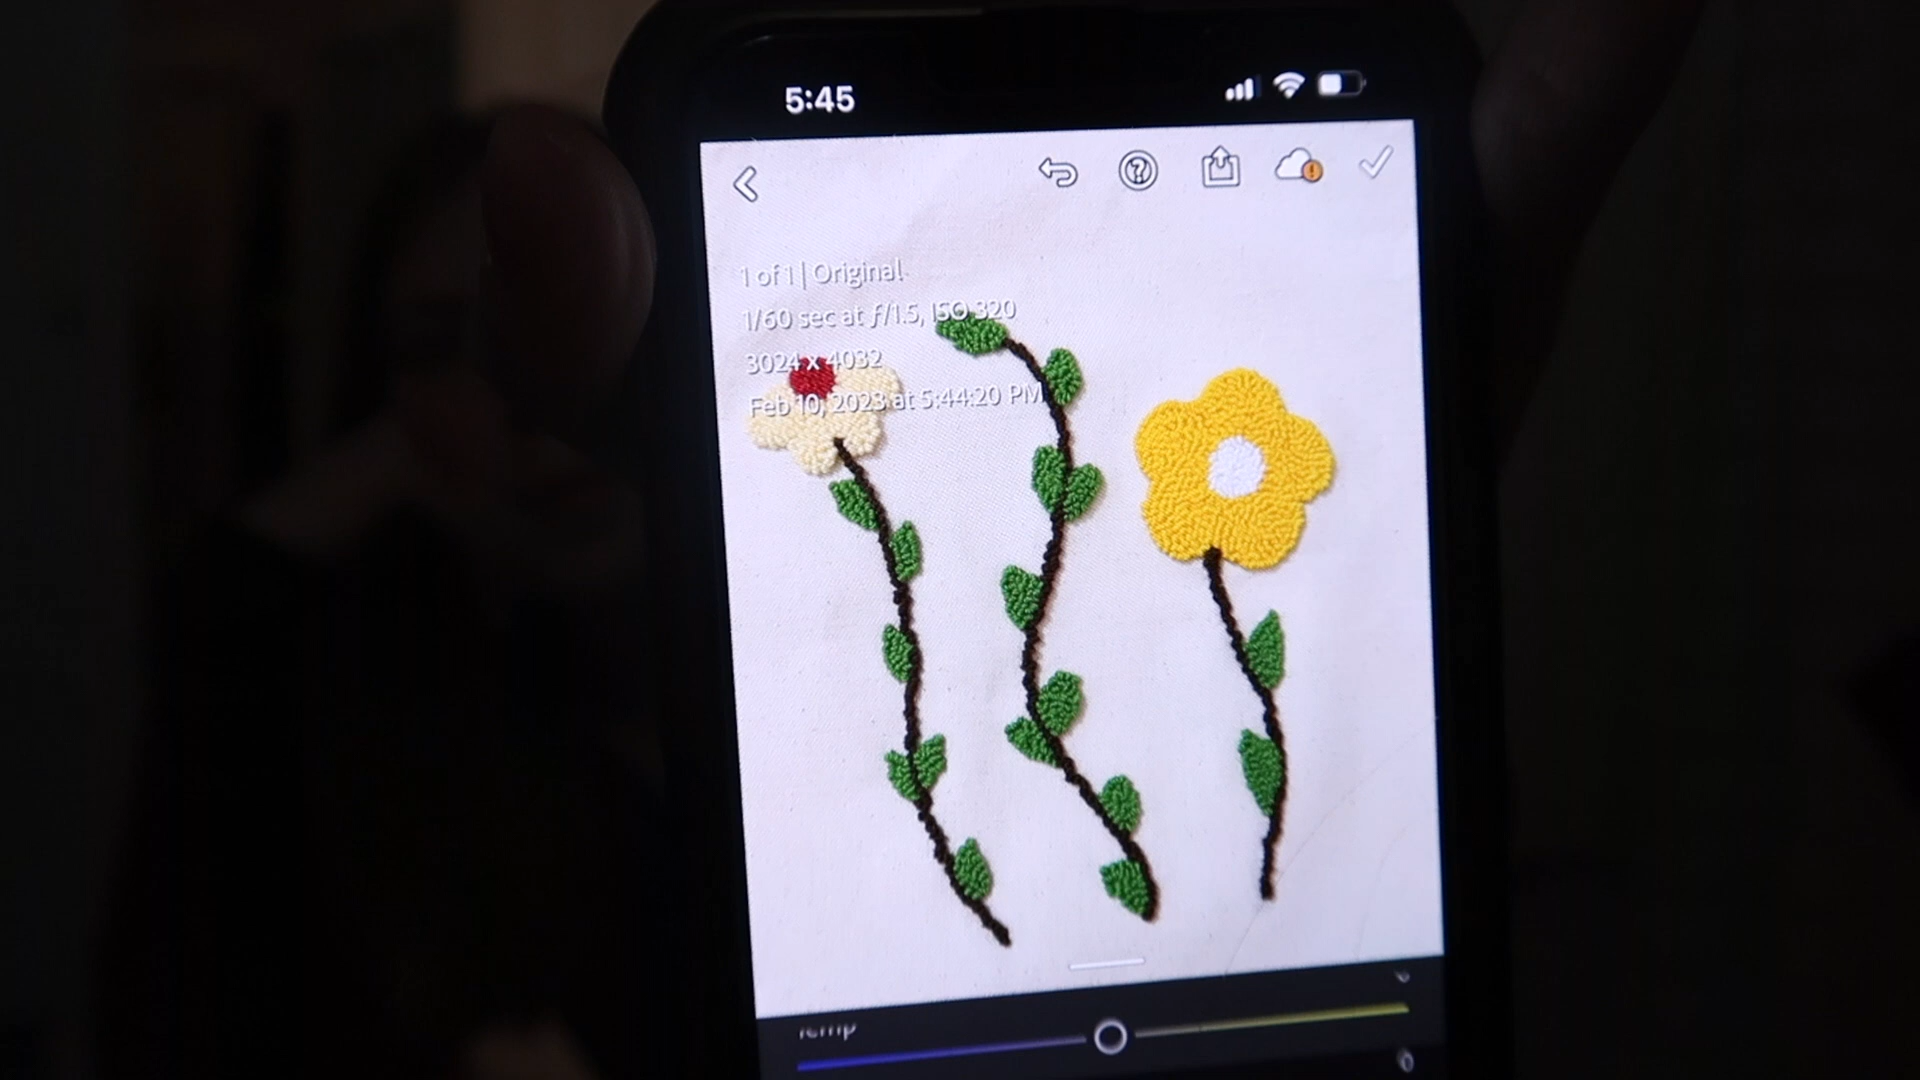 5:45
1 of 1 | Original
1/60 sec at ƒ/1.5, ISO 320
3024 x 4032
Feb 10, 2023 at 5:44:20 PM
Temp